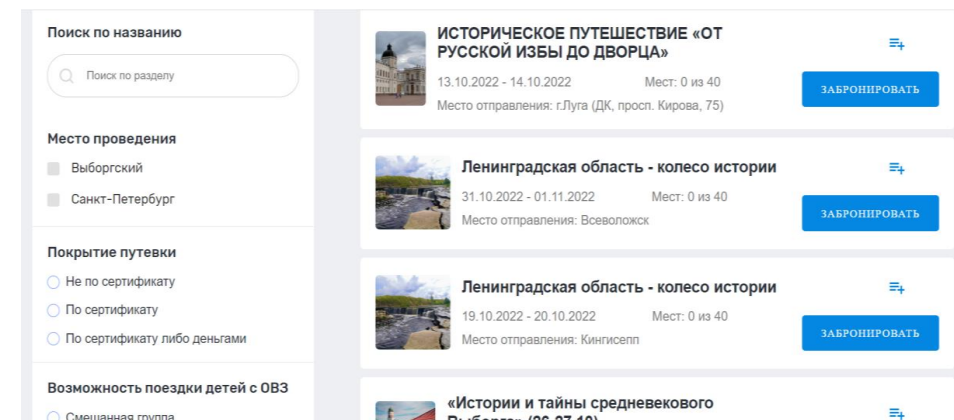 Поиск по названию
Поиск по разделу
Место проведения
Выборгский
Санкт-Петербург
Покрытие путевки
Не по сертификату
По сертификату
По сертификату либо деньгами
Возможность поездки детей с ОВЗ
Смешанная группа
ИСТОРИЧЕСКОЕ ПУТЕШЕСТВИЕ «ОТ
РУССКОЙ ИЗБЫ ДО ДВОРЦА»
13.10.2022 - 14.10.2022 Мест: 0 из 40
Место отправления: г.Луга (ДК, просп. Кирова, 75)
ЗАБРОНИРОВАТЬ
Ленинградская область - колесо истории
31.10.2022 - 01.11.2022 Мест: 0 из 40
Место отправления: Всеволожск
ЗАБРОНИРОВАТЬ
Ленинградская область - колесо истории
19.10.2022 - 20.10.2022 Мест: 0 из 40
Место отправления: Кингисепп
ЗАБРОНИРОВАТЬ
«Истории и тайны средневекового
Выборга» (26-27.10)